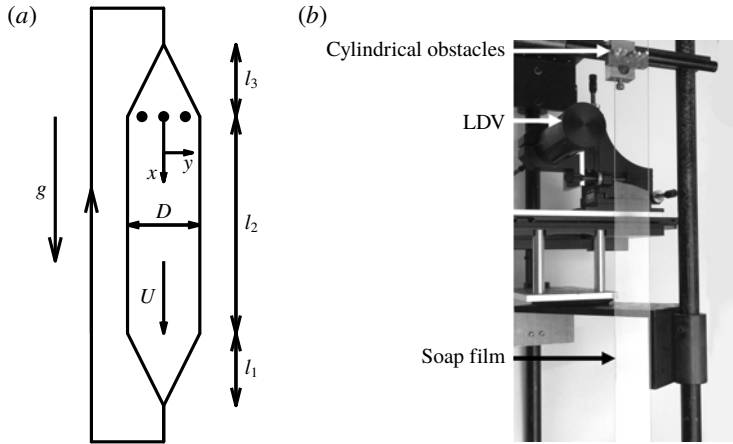 (a)
l3
x
y
g
D
l2
U
l1
(b)
Cylindrical obstacles
LDV
Soap film